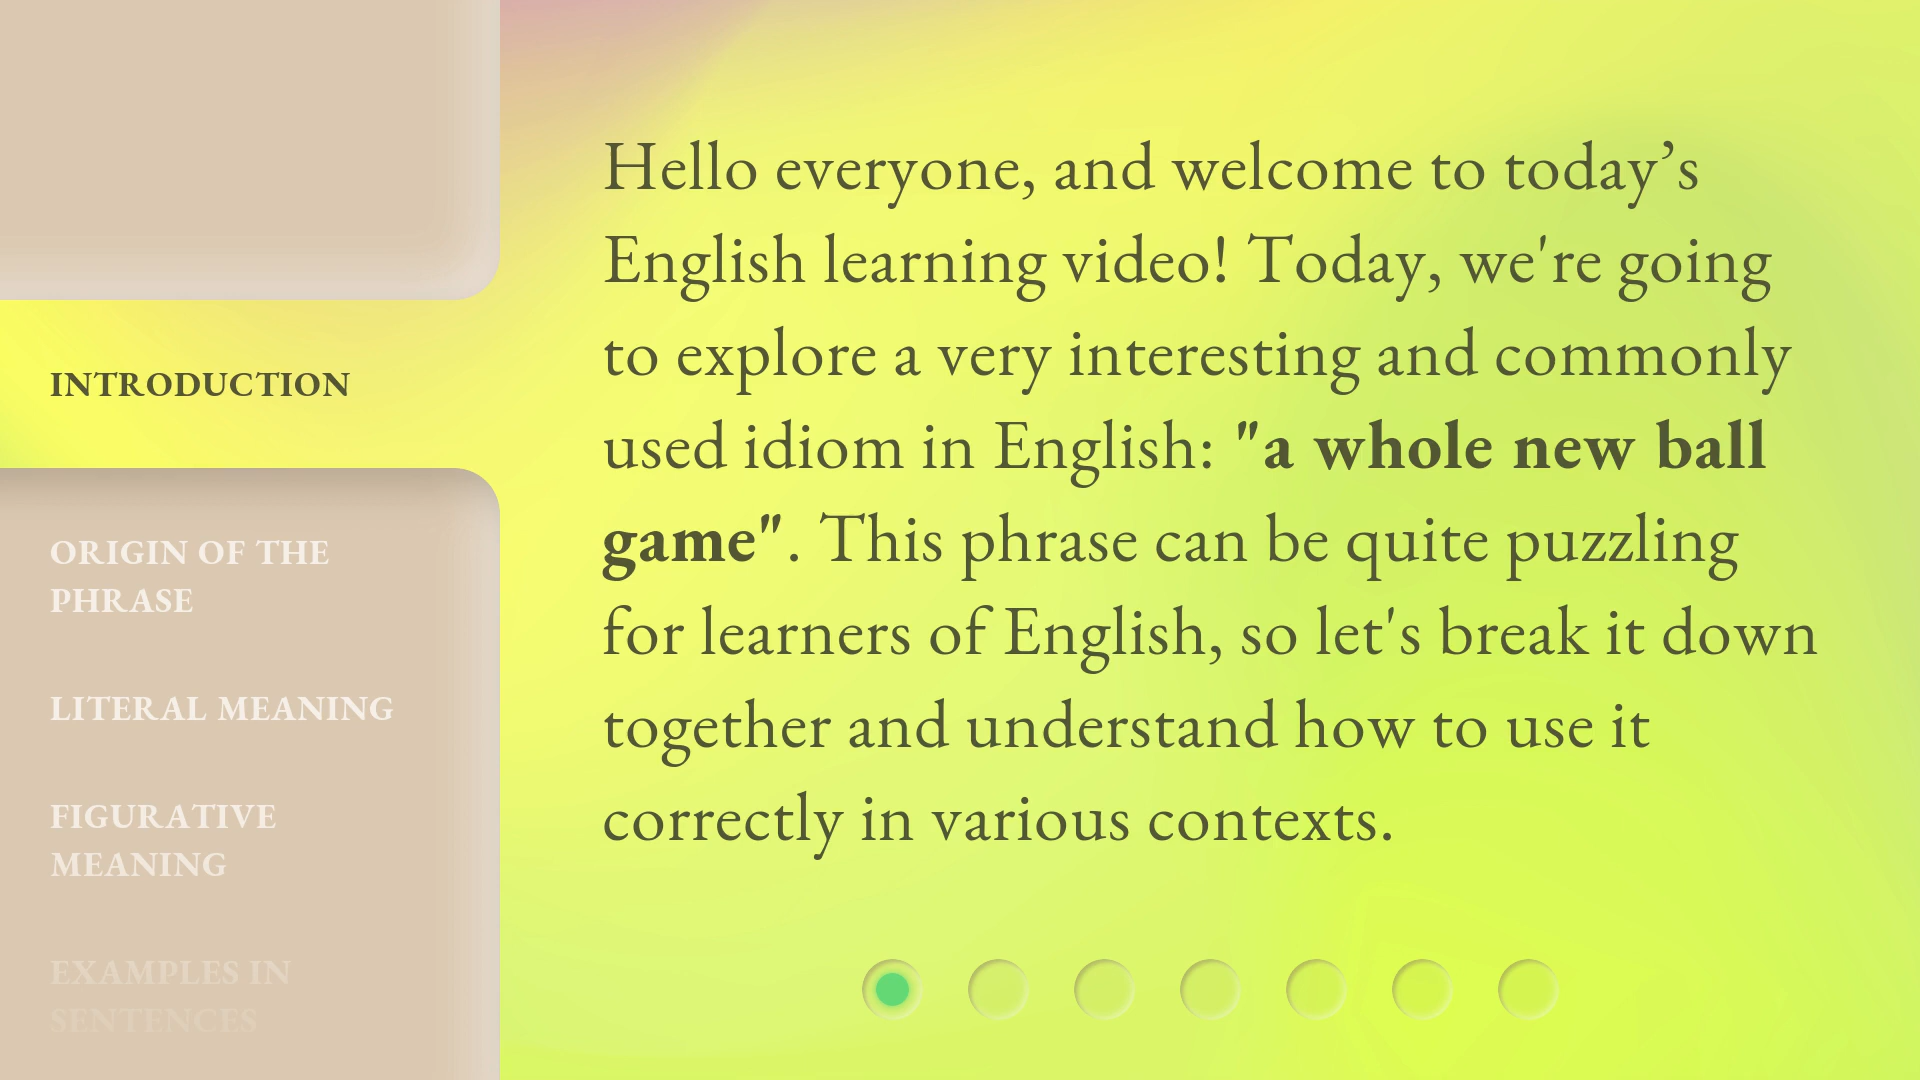 INTRODUCTION
ORIGIN OF THE
PHRASE
LITERAL MEANING
FIGURATIVE
MEANING
EXAMPLES IN
SENTENCES
Hello everyone, and welcome to today’s
English learning video! Today, we're going
to explore a very interesting and commonly
used idiom in English: "a whole new ball
game". This phrase can be quite puzzling
for learners of English, so let's break it down
together and understand how to use it
correctly in various contexts.